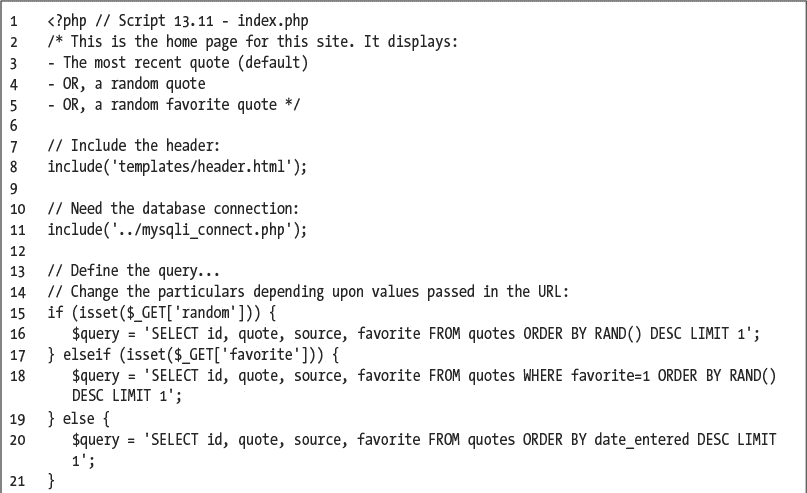 1 <?php // Script 13.11 - index.php
2 /* This is the home page for this site. It displays:
3 - The most recent quote (default)
4 - OR, a random quote
5 - OR, a random favorite quote */
6
7 // Include the header:
8 include('templates/header.html');
9
10 // Need the database connection:
11 include('../mysqli_connect.php');
12
13 // Define the query...
14 // Change the particulars depending upon values passed in the URL:
15 if (isset($_GET['random'])) {
16 $query = 'SELECT id, quote, source, favorite FROM quotes ORDER BY RAND() DESC LIMIT 1';
17 } elseif (isset($_GET['favorite'])) {
18 $query = 'SELECT id, quote, source, favorite FROM quotes WHERE favorite=1 ORDER BY RAND()
DESC LIMIT 1';
19 } else {
20 $query = 'SELECT id, quote, source, favorite FROM quotes ORDER BY date_entered DESC LIMIT
1';
21 }